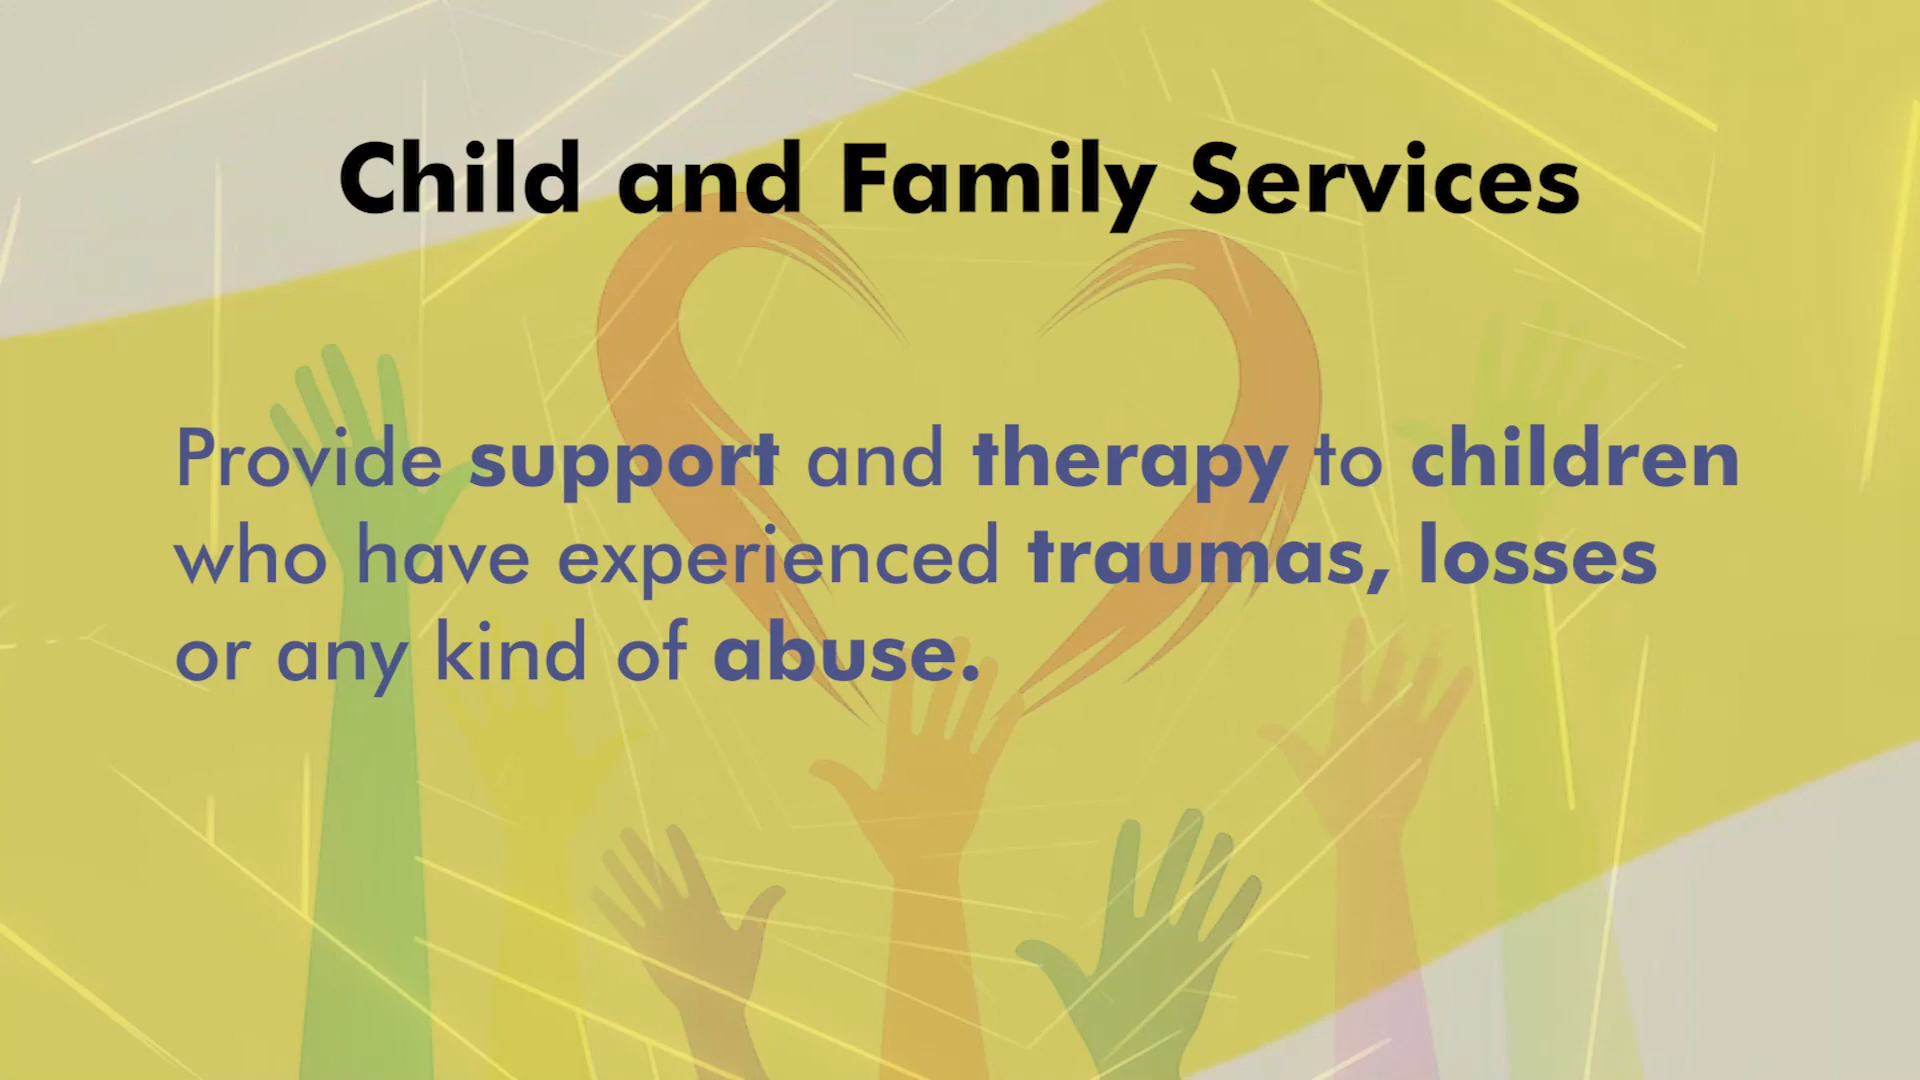 Child and Family Services
Provide support and therapy to children
who have experienced traumas, losses
or any kind of abuse.